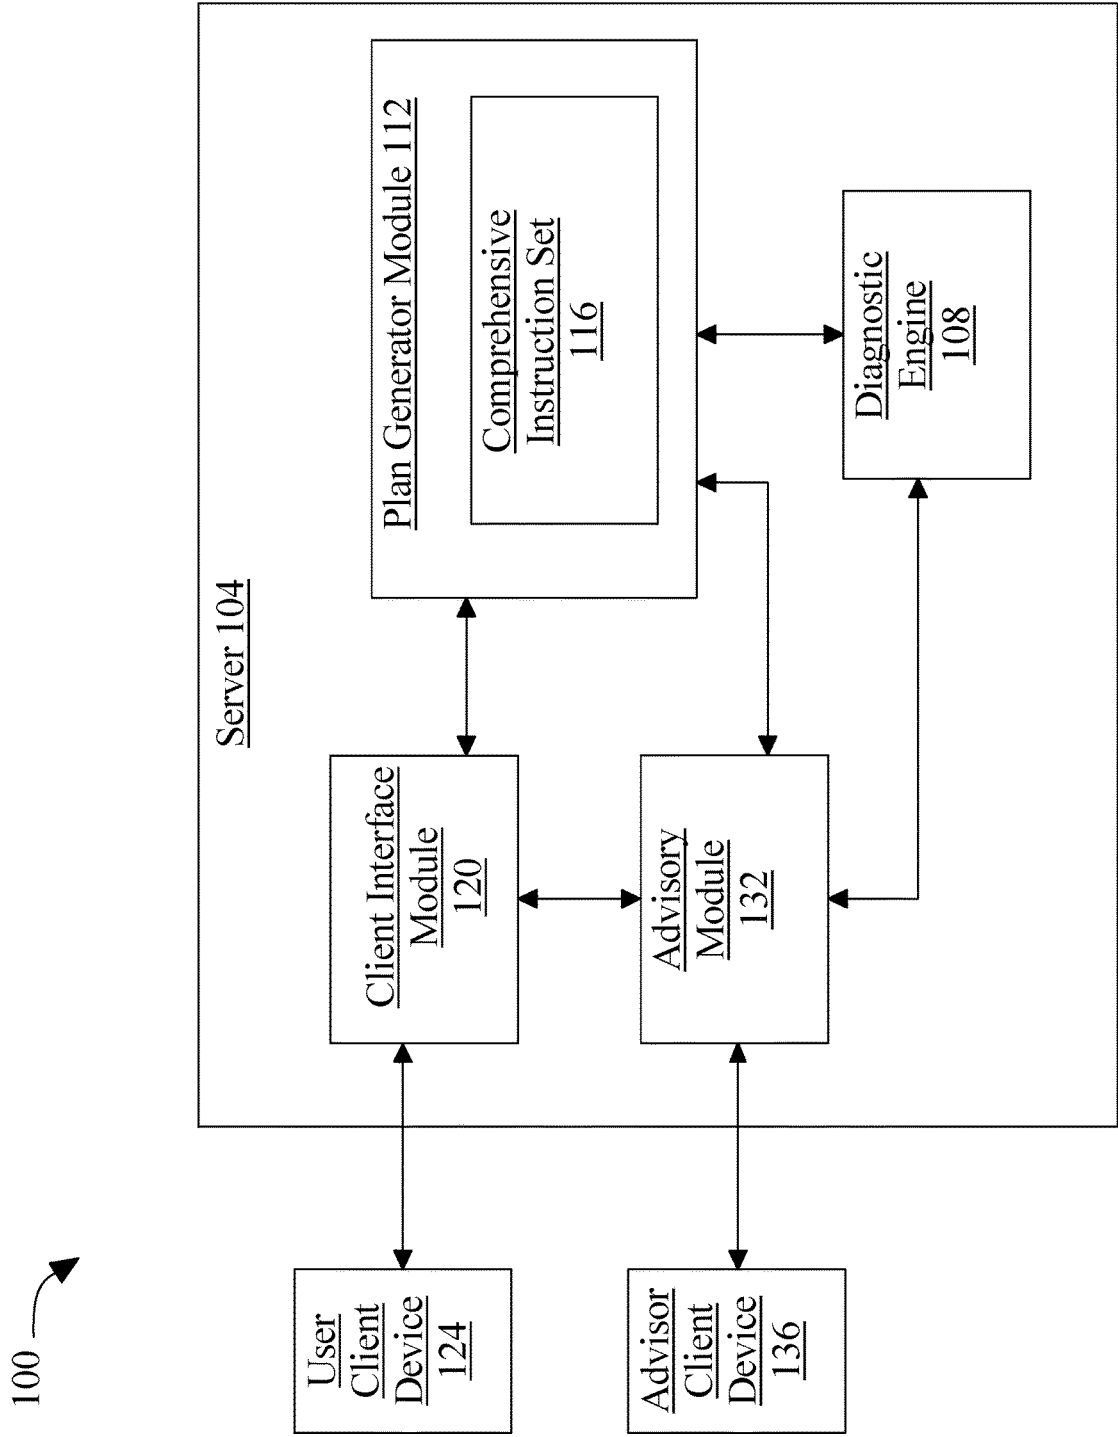 100
Server 104
User
Client
Device
124
Client Interface
Module
120
Plan Generator Module 112
Comprehensive
Instruction Set
116
Advisor
Client
Device
136
Advisory
Module
132
Diagnostic
Engine
108